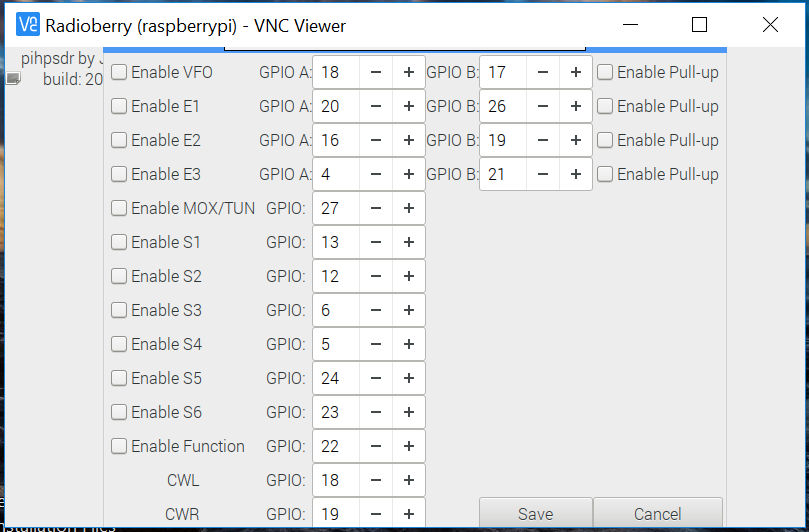 Radioberry (raspberrypi) - VNC Viewer
pihpsdr by J
build: 20
Enable VFO GPIO A: 18 − + GPIO B: 17 − + Enable Pull-up
Enable E1 GPIO A: 20 − + GPIO B: 26 − + Enable Pull-up
Enable E2 GPIO A: 16 − + GPIO B: 19 − + Enable Pull-up
Enable E3 GPIO A: 4 − + GPIO B: 21 − + Enable Pull-up
Enable MOX/TUN GPIO: 27 − +
Enable S1 GPIO: 13 − +
Enable S2 GPIO: 12 − +
Enable S3 GPIO: 6 − +
Enable S4 GPIO: 5 − +
Enable S5 GPIO: 24 − +
Enable S6 GPIO: 23 − +
Enable Function GPIO: 22 − +
CWL GPIO: 18 − +
CWR GPIO: 19 − +
Save Cancel